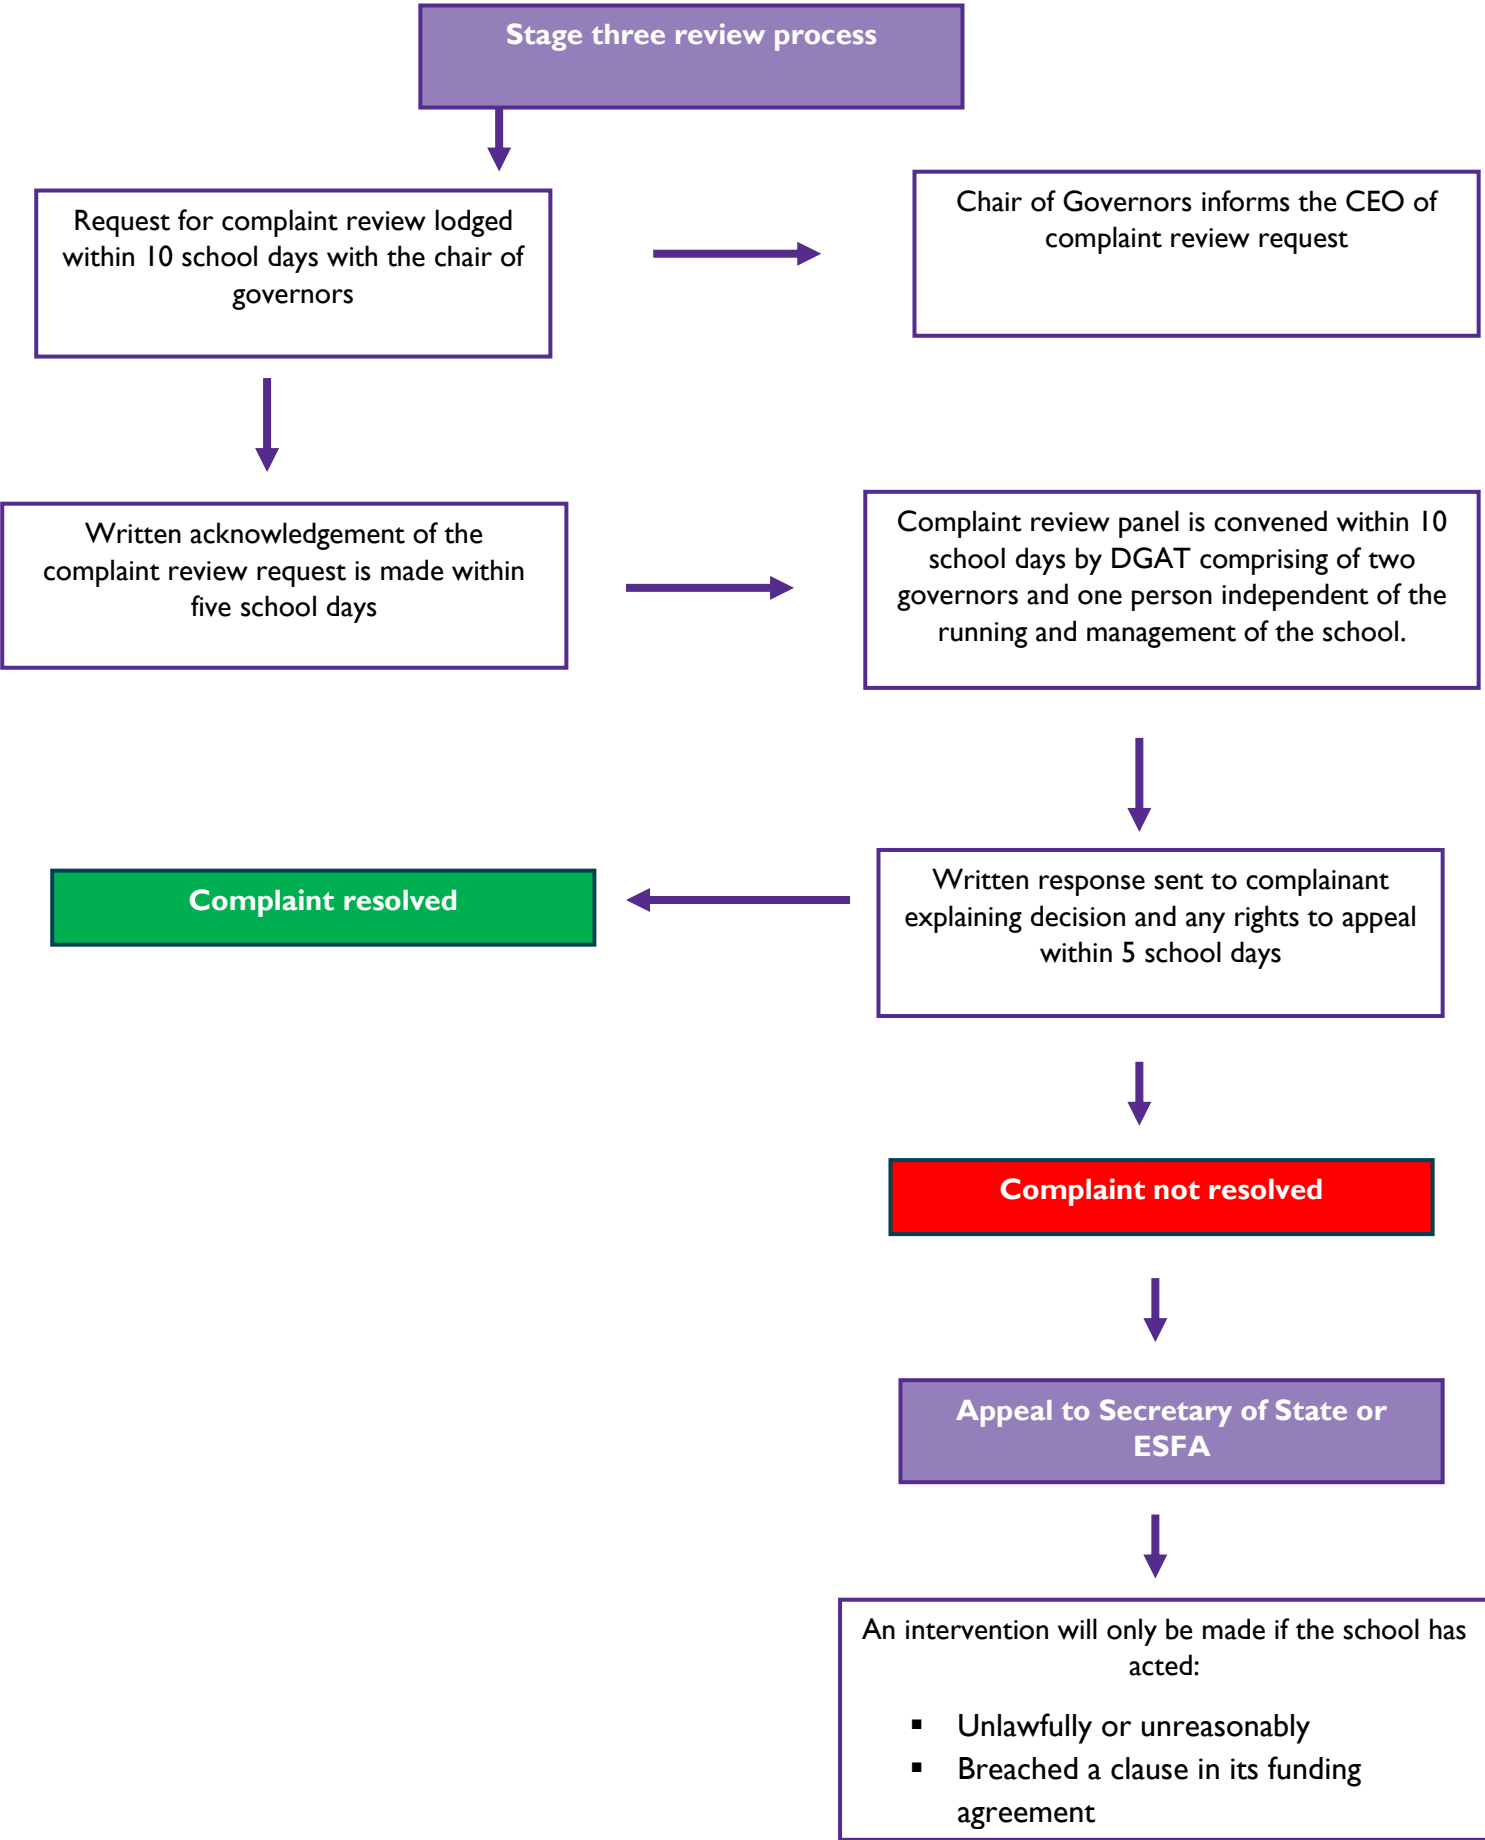 Stage three review process
Request for complaint review lodged
within 10 school days with the chair of
governors
Chair of Governors informs the CEO of
complaint review request
Written acknowledgement of the
complaint review request is made within
five school days
Complaint review panel is convened within 10
school days by DGAT comprising of two
governors and one person independent of the
running and management of the school.
Complaint resolved
Written response sent to complainant
explaining decision and any rights to appeal
within 5 school days
Complaint not resolved
Appeal to Secretary of State or
ESFA
An intervention will only be made if the school has
acted:
▪ Unlawfully or unreasonably
▪ Breached a clause in its funding
agreement